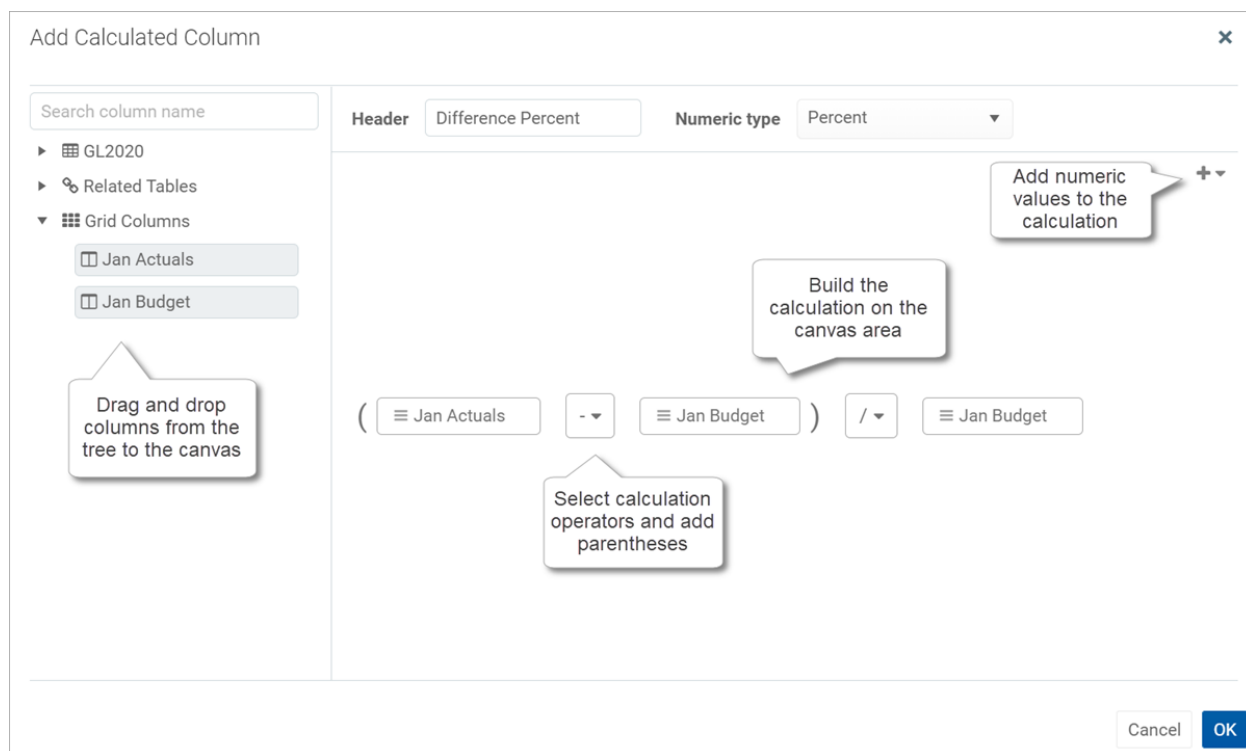 Add Calculated Column
Search column name
GL2020
Related Tables
Grid Columns
Jan Actuals
Jan Budget
Drag and drop
columns from the
tree to the canvas
Header Difference Percent Numeric type Percent
Add numeric
values to the
calculation
Build the
calculation on the
canvas area
( Jan Actuals - Jan Budget ) / Jan Budget
Select calculation
operators and add
parentheses
Cancel OK